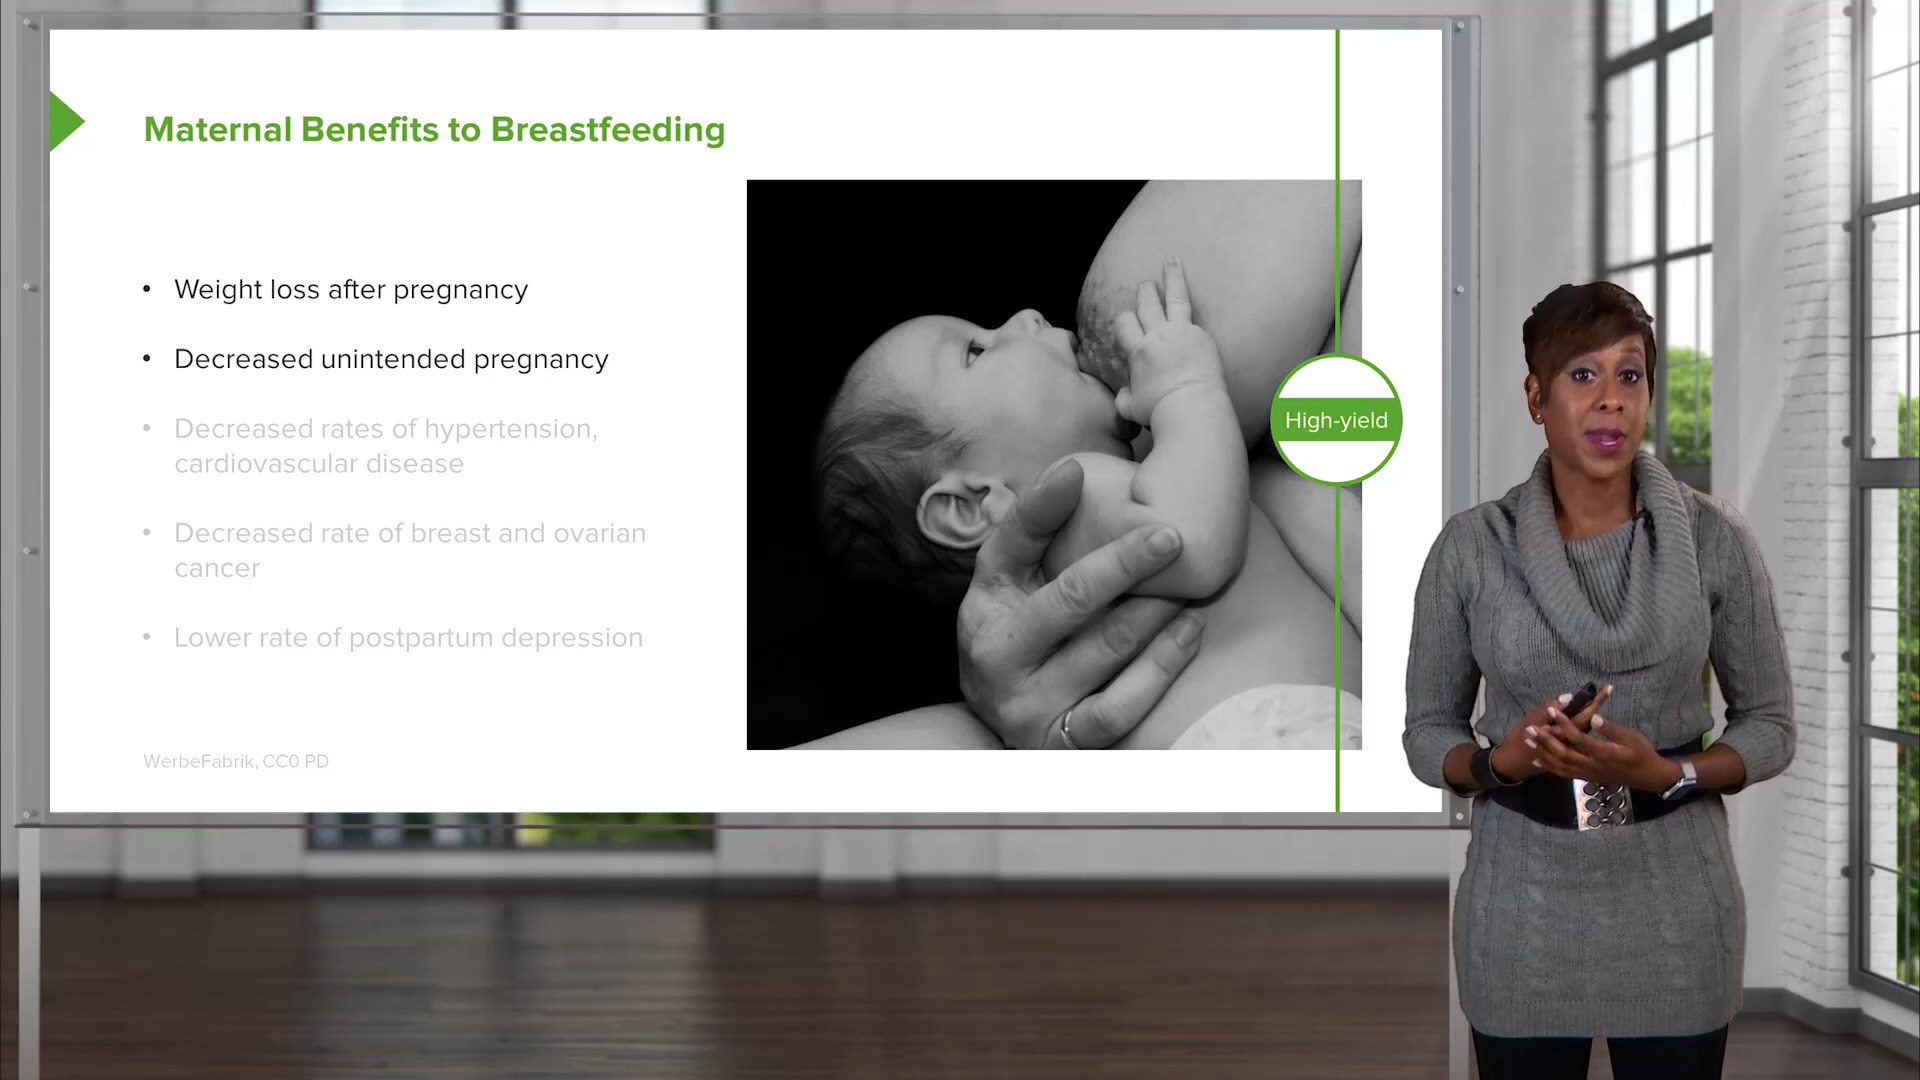 Maternal Benefits to Breastfeeding
• Weight loss after pregnancy
• Decreased unintended pregnancy
• Decreased rates of hypertension,
cardiovascular disease
• Decreased rate of breast and ovarian
cancer
• Lower rate of postpartum depression
High-yield
WerbeFabrik, CC0 PD